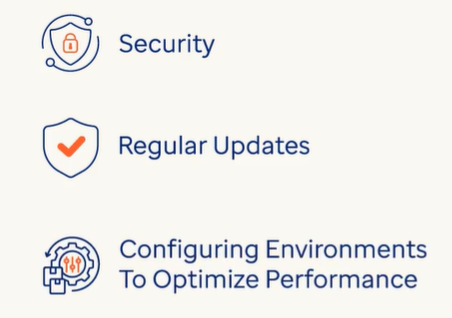 Security
Regular Updates
Configuring Environments
To Optimize Performance